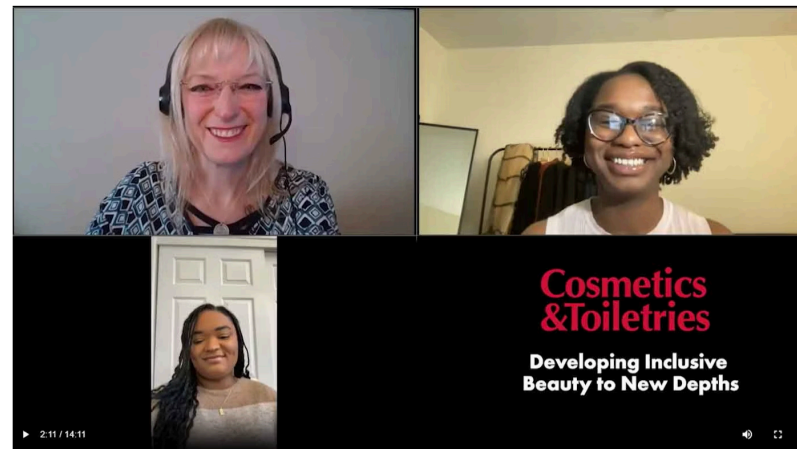 Cosmetics
&Toiletries
Developing Inclusive
Beauty to New Depths
2:11 / 14:11